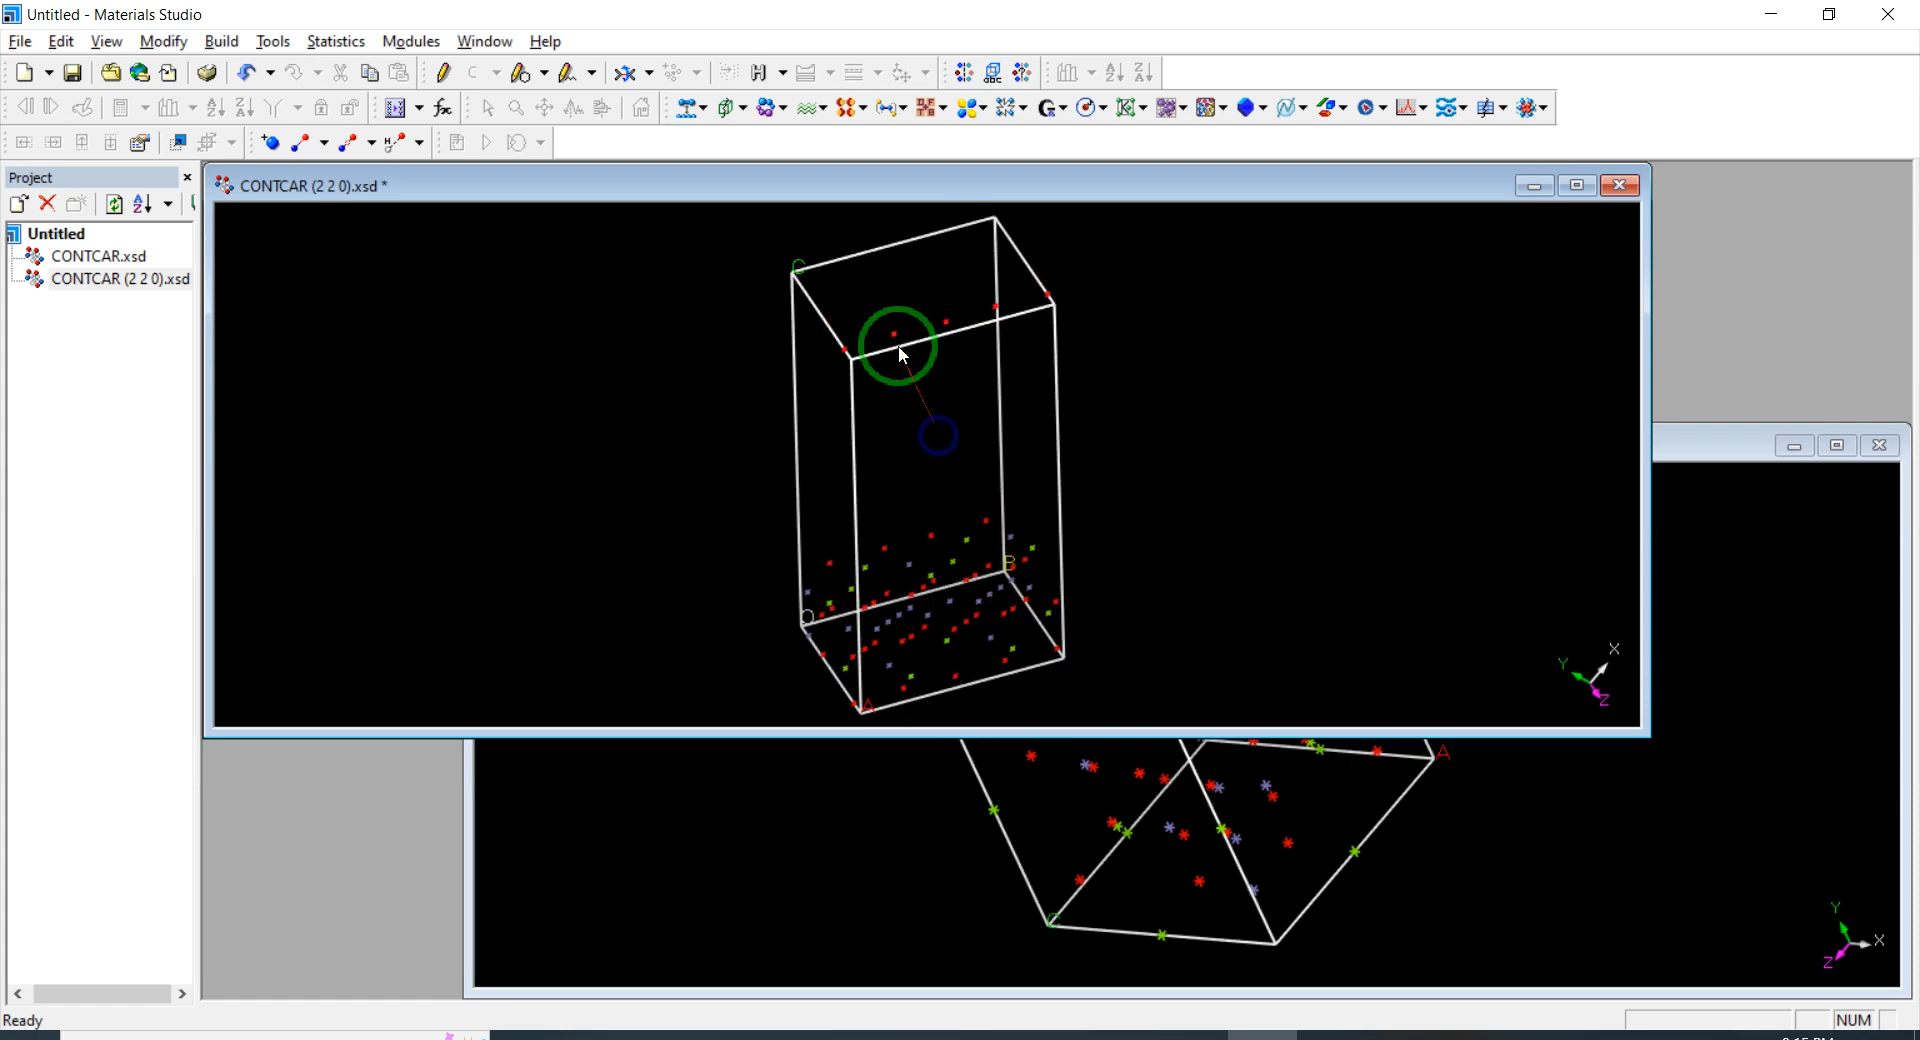 Untitled - Materials Studio
File Edit View Modify Build Tools Statistics Modules Window Help
Project
CONTCAR (2 2 0).xsd *
Untitled
CONTCAR.xsd
CONTCAR (2 2 0).xsd
C
B
O
A
X
Y
Z
A
C
Y
X
Z
Ready
NUM